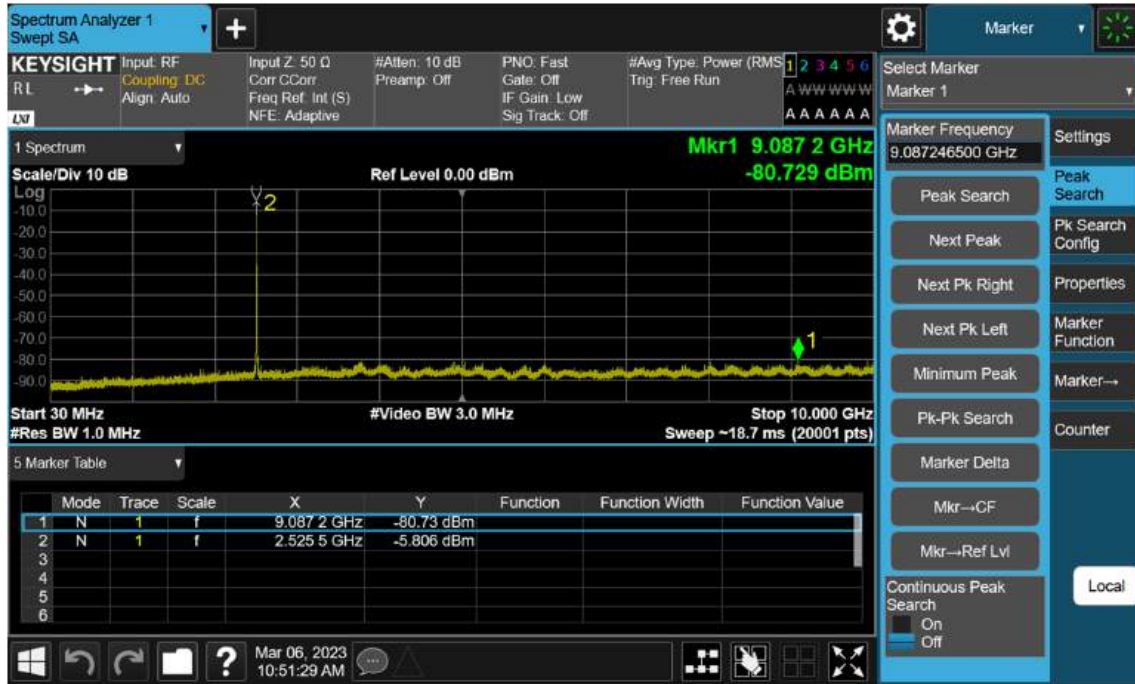 Spectrum Analyzer 1
Swept SA
Marker
KEYSIGHT
RL
LXI
Input: RF
Coupling: DC
Align: Auto
Input Z: 50 Ω
Corr CCorr
Freq Ref: Int (S)
NFE: Adaptive
#Atten: 10 dB
Preamp: Off
PNO: Fast
Gate: Off
IF Gain: Low
Sig Track: Off
#Avg Type: Power (RMS
Trig: Free Run
1 2 3 4 5 6
A W W W W W
A A A A A A
Select Marker
Marker 1
1 Spectrum
Mkr1 9.087 2 GHz
-80.729 dBm
Scale/Div 10 dB
Ref Level 0.00 dBm
Log
-10.0
-20.0
-30.0
-40.0
-50.0
-60.0
-70.0
-80.0
-90.0
2
1
Start 30 MHz
#Video BW 3.0 MHz
Stop 10.000 GHz
#Res BW 1.0 MHz
Sweep ~18.7 ms (20001 pts)
5 Marker Table
Mode Trace Scale X Y Function Function Width Function Value
1 N 1 f 9.087 2 GHz -80.73 dBm
2 N 1 f 2.525 5 GHz -5.806 dBm
3
4
5
6
Marker Frequency
9.087246500 GHz
Peak Search
Next Peak
Next Pk Right
Next Pk Left
Minimum Peak
Pk-Pk Search
Marker Delta
Mkr→CF
Mkr→Ref Lvl
Continuous Peak
Search
On
Off
Settings
Peak
Search
Pk Search
Config
Properties
Marker
Function
Marker→
Counter
Local
?
Mar 06, 2023
10:51:29 AM